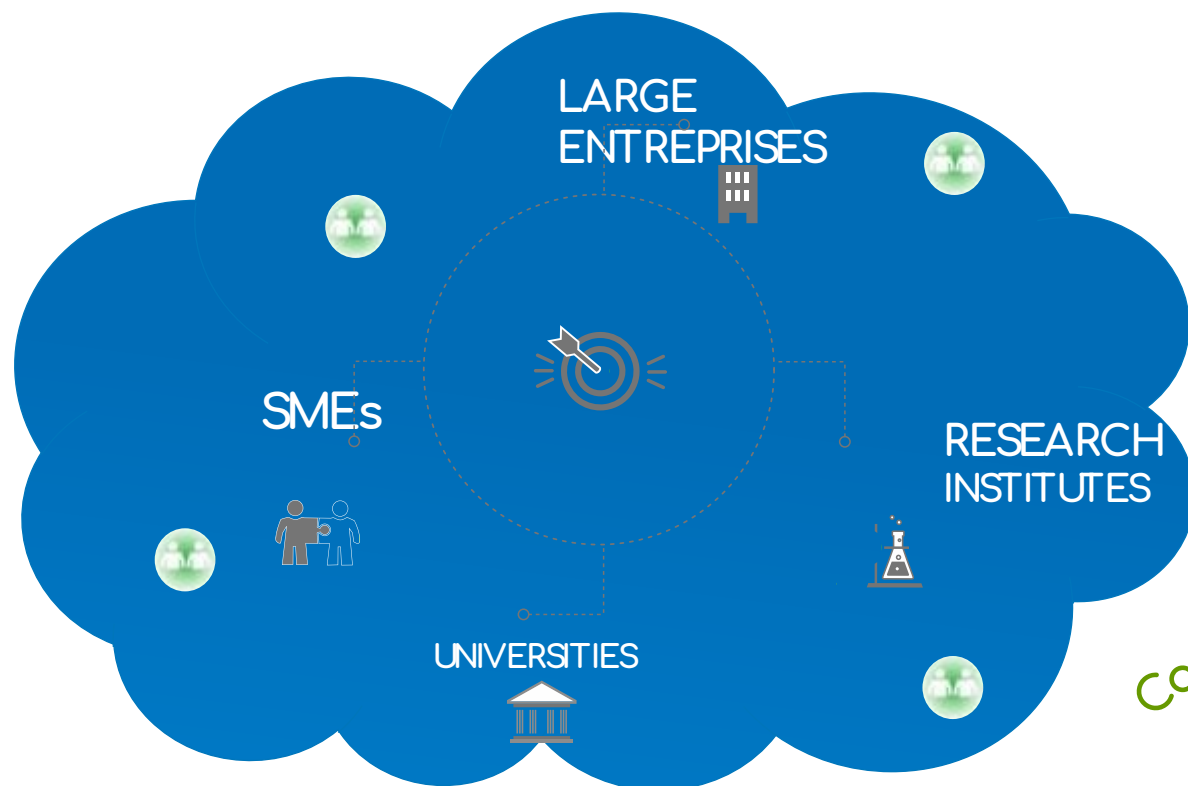 LARGE
ENTREPRISES
SMEs
RESEARCH
INSTITUTES
UNIVERSITIES